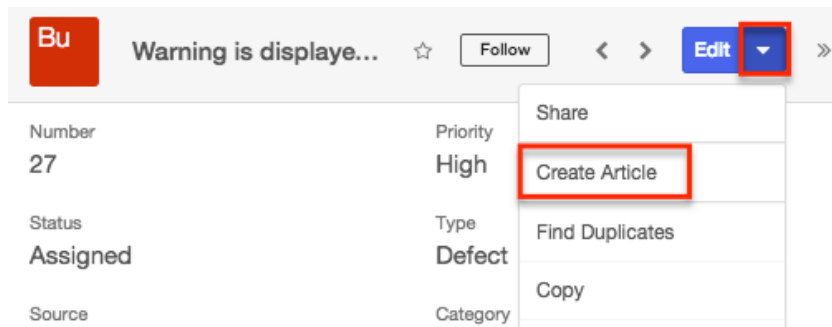 Bu
Warning is displaye...
Follow
Edit
Share
Number
Priority
27
High
Create Article
Status
Type
Find Duplicates
Assigned
Defect
Copy
Source
Category